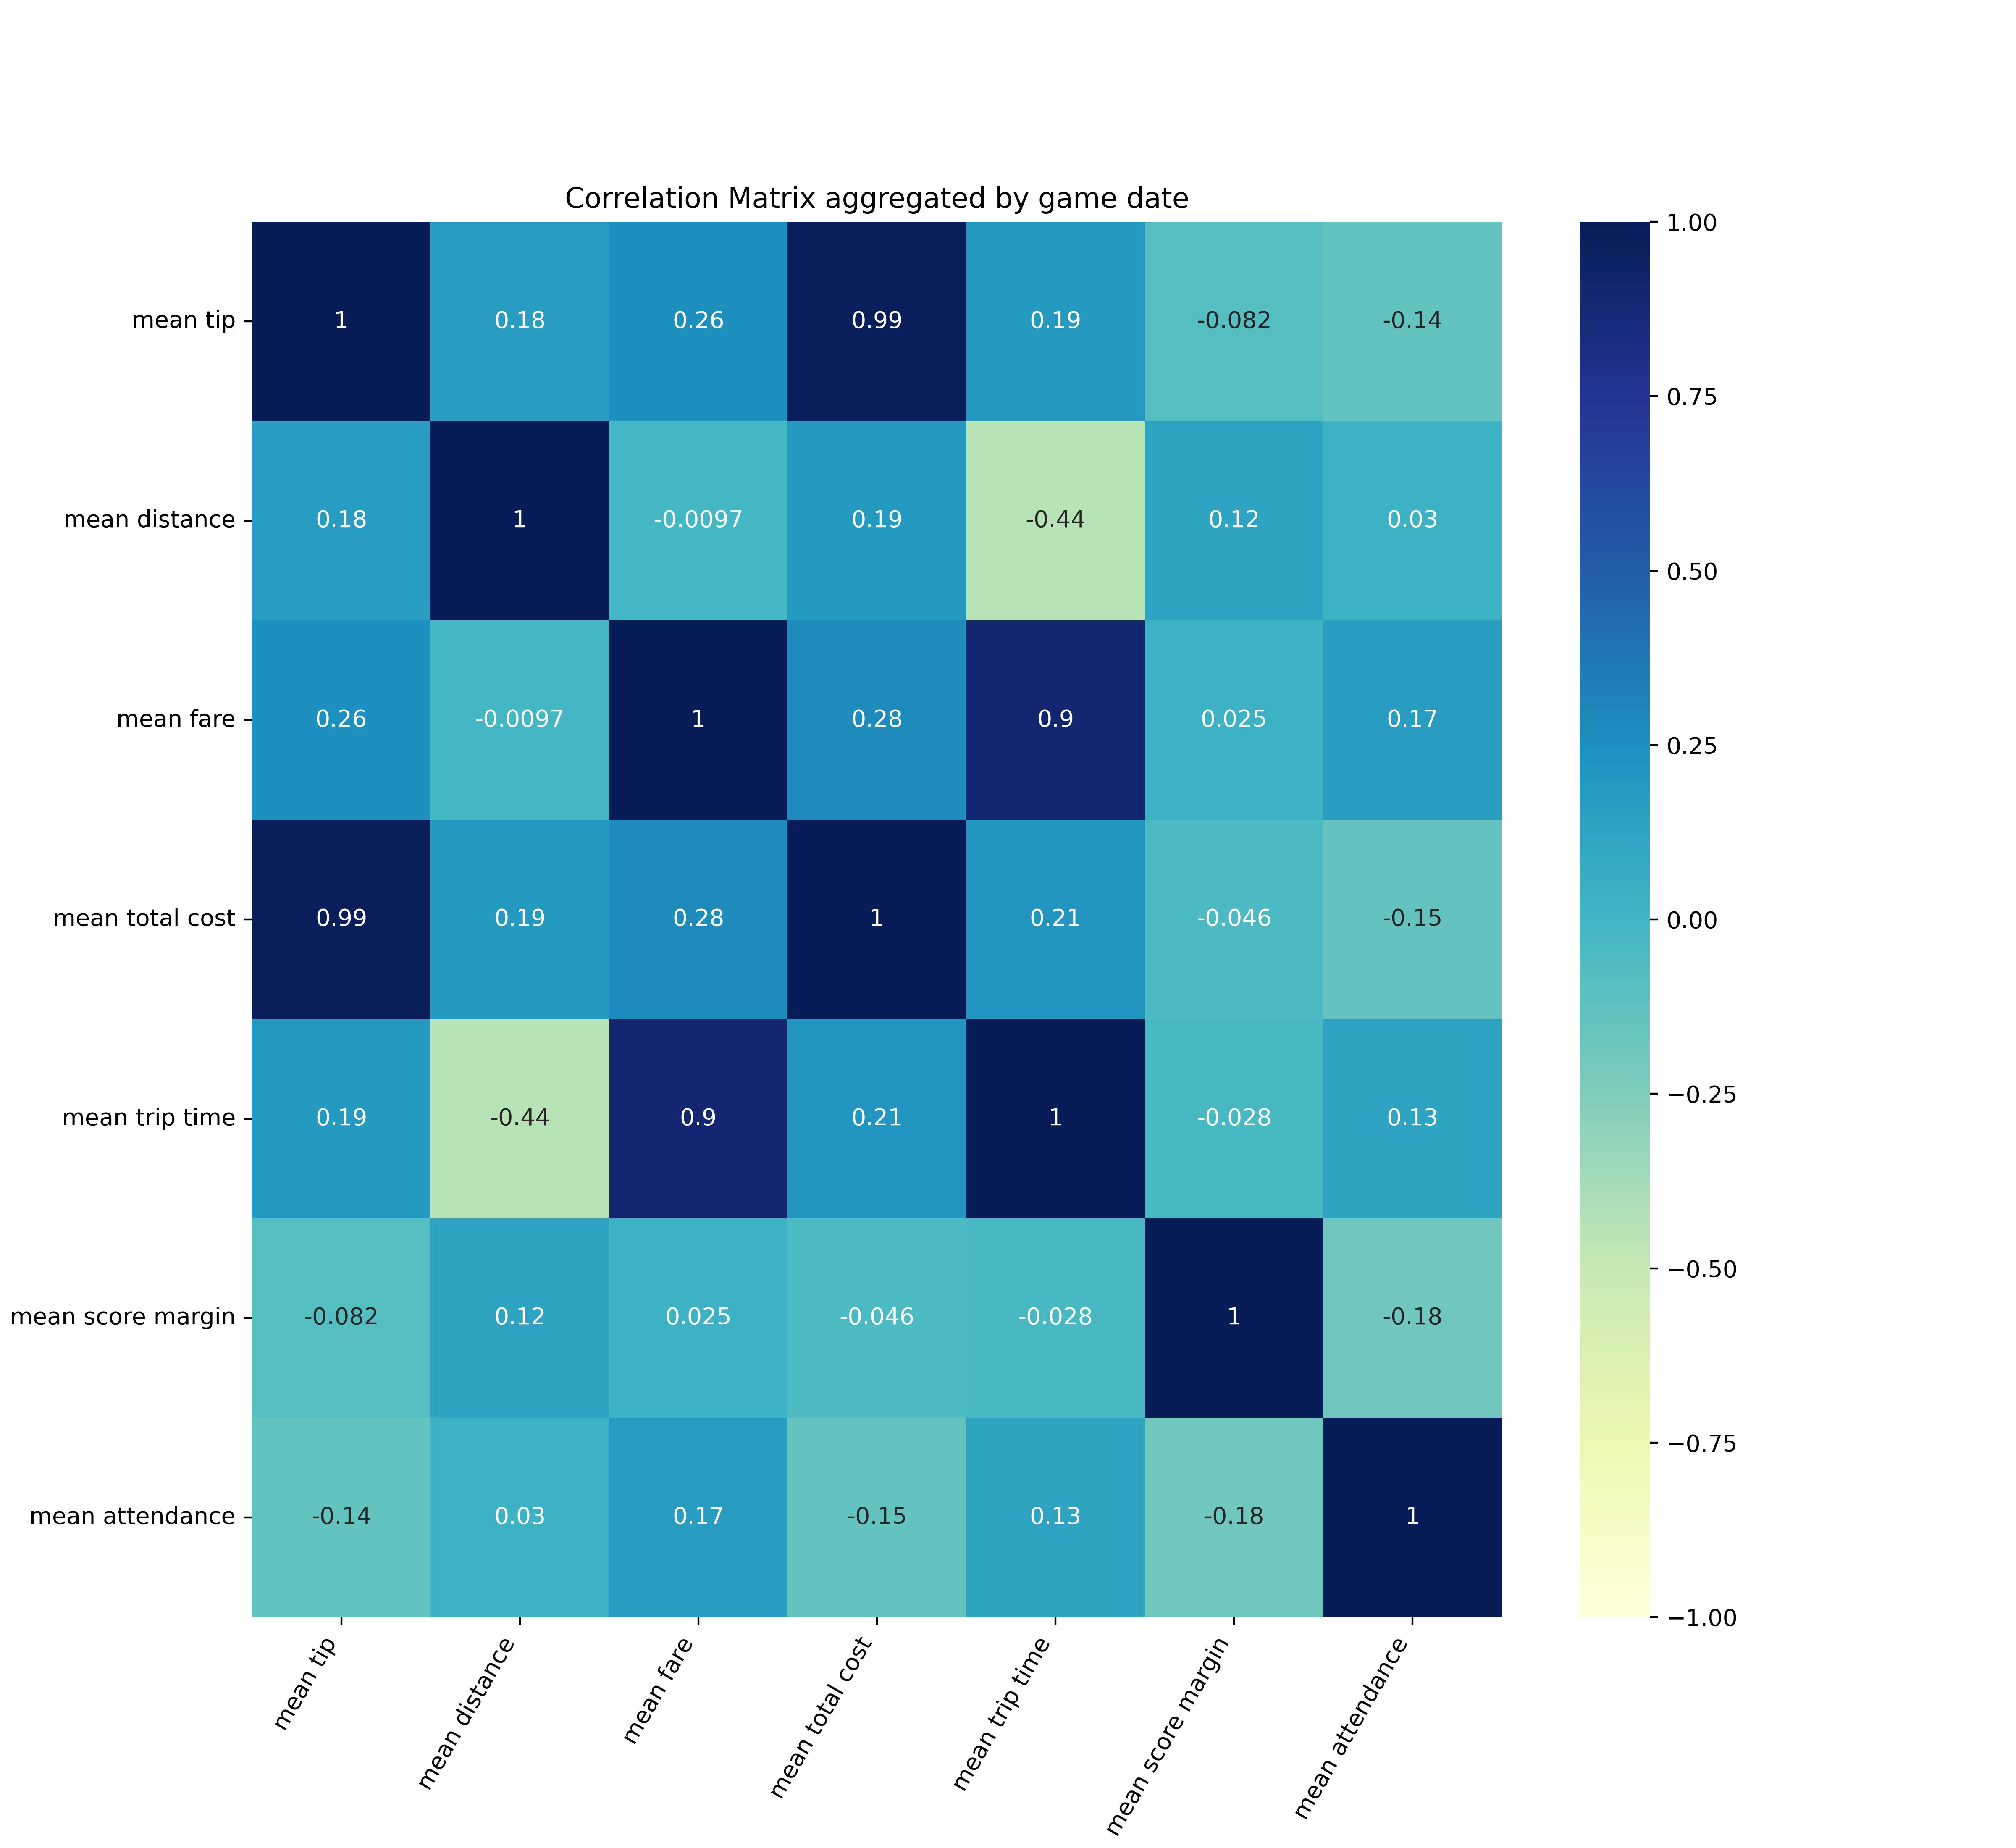 Correlation Matrix aggregated by game date
mean tip 1 0.18 0.26 0.99 0.19 -0.082 -0.14
mean distance 0.18 1 -0.0097 0.19 -0.44 0.12 0.03
mean fare 0.26 -0.0097 1 0.28 0.9 0.025 0.17
mean total cost 0.99 0.19 0.28 1 0.21 -0.046 -0.15
mean trip time 0.19 -0.44 0.9 0.21 1 -0.028 0.13
mean score margin -0.082 0.12 0.025 -0.046 -0.028 1 -0.18
mean attendance -0.14 0.03 0.17 -0.15 0.13 -0.18 1
mean tip
mean distance
mean fare
mean total cost
mean trip time
mean score margin
mean attendance
1.00
0.75
0.50
0.25
0.00
−0.25
−0.50
−0.75
−1.00